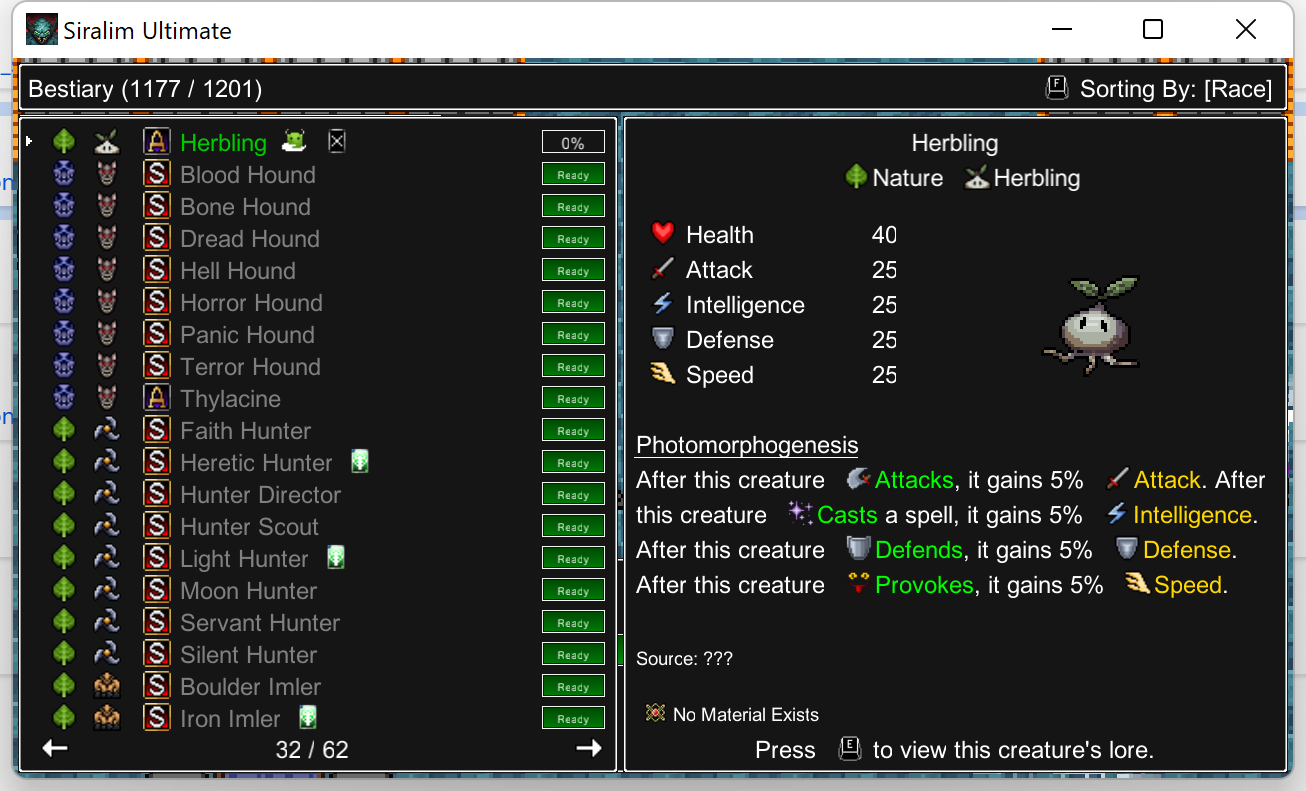 Siralim Ultimate
Bestiary (1177 / 1201)
F Sorting By: [Race]
A Herbling 0%
S Blood Hound Ready
S Bone Hound Ready
S Dread Hound Ready
S Hell Hound Ready
S Horror Hound Ready
S Panic Hound Ready
S Terror Hound Ready
A Thylacine Ready
S Faith Hunter Ready
S Heretic Hunter Ready
S Hunter Director Ready
S Hunter Scout Ready
S Light Hunter Ready
S Moon Hunter Ready
S Servant Hunter Ready
S Silent Hunter Ready
S Boulder Imler Ready
S Iron Imler Ready
32 / 62
Herbling
Nature Herbling
Health 40
Attack 25
Intelligence 25
Defense 25
Speed 25
Photomorphogenesis
After this creature Attacks, it gains 5% Attack. After
this creature Casts a spell, it gains 5% Intelligence.
After this creature Defends, it gains 5% Defense.
After this creature Provokes, it gains 5% Speed.
Source: ???
No Material Exists
Press E to view this creature's lore.